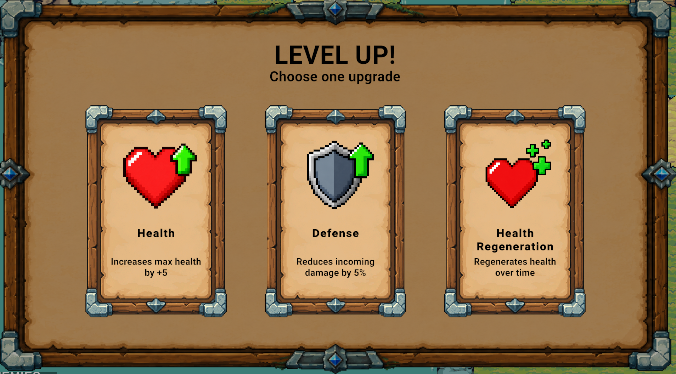 LEVEL UP!
Choose one upgrade
Health
Increases max health
by +5
Defense
Reduces incoming
damage by 5%
Health
Regeneration
Regenerates health
over time